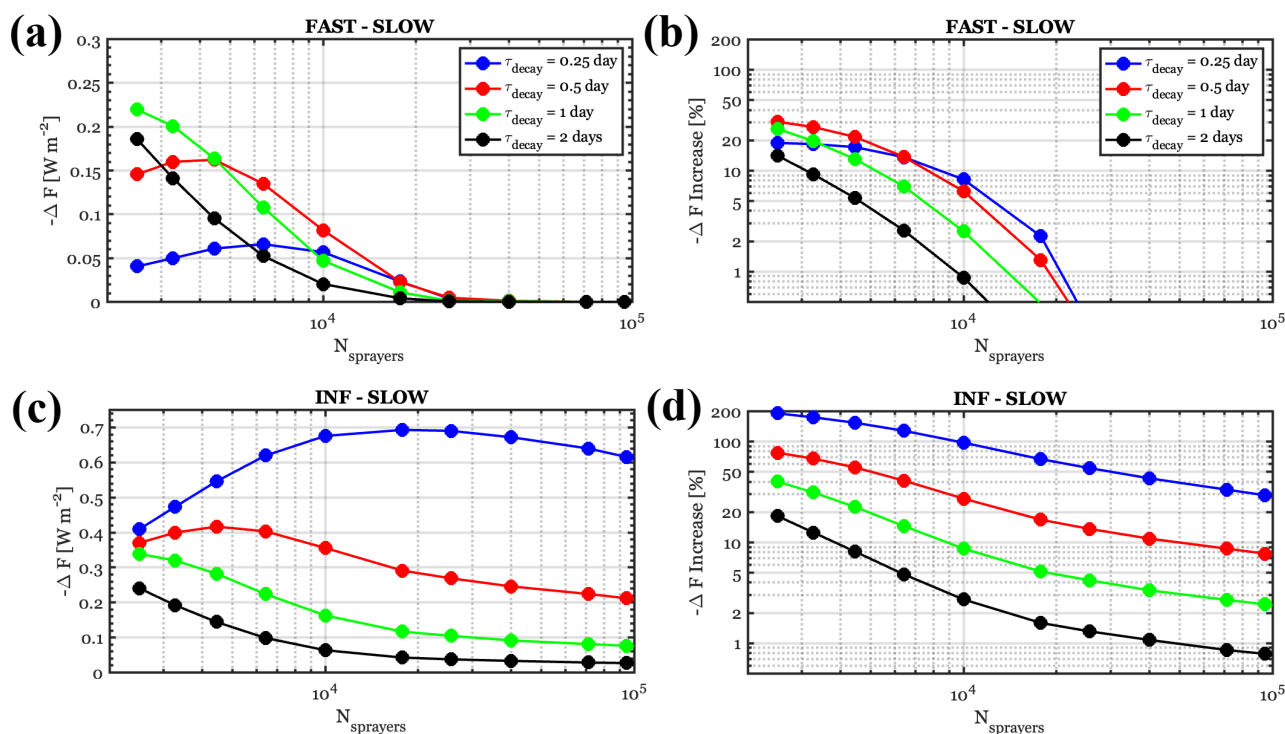 (a)
FAST - SLOW
0.3
0.25
0.2
0.15
0.1
0.05
0
-Δ F [W m⁻²]
τdecay = 0.25 day
τdecay = 0.5 day
τdecay = 1 day
τdecay = 2 days
10⁴
10⁵
Nsprayers
(b)
FAST - SLOW
200
100
50
20
10
5
2
1
-Δ F Increase [%]
τdecay = 0.25 day
τdecay = 0.5 day
τdecay = 1 day
τdecay = 2 days
10⁴
10⁵
Nsprayers
(c)
INF - SLOW
0.7
0.6
0.5
0.4
0.3
0.2
0.1
0
-Δ F [W m⁻²]
10⁴
10⁵
Nsprayers
(d)
INF - SLOW
200
100
50
20
10
5
2
1
-Δ F Increase [%]
10⁴
10⁵
Nsprayers